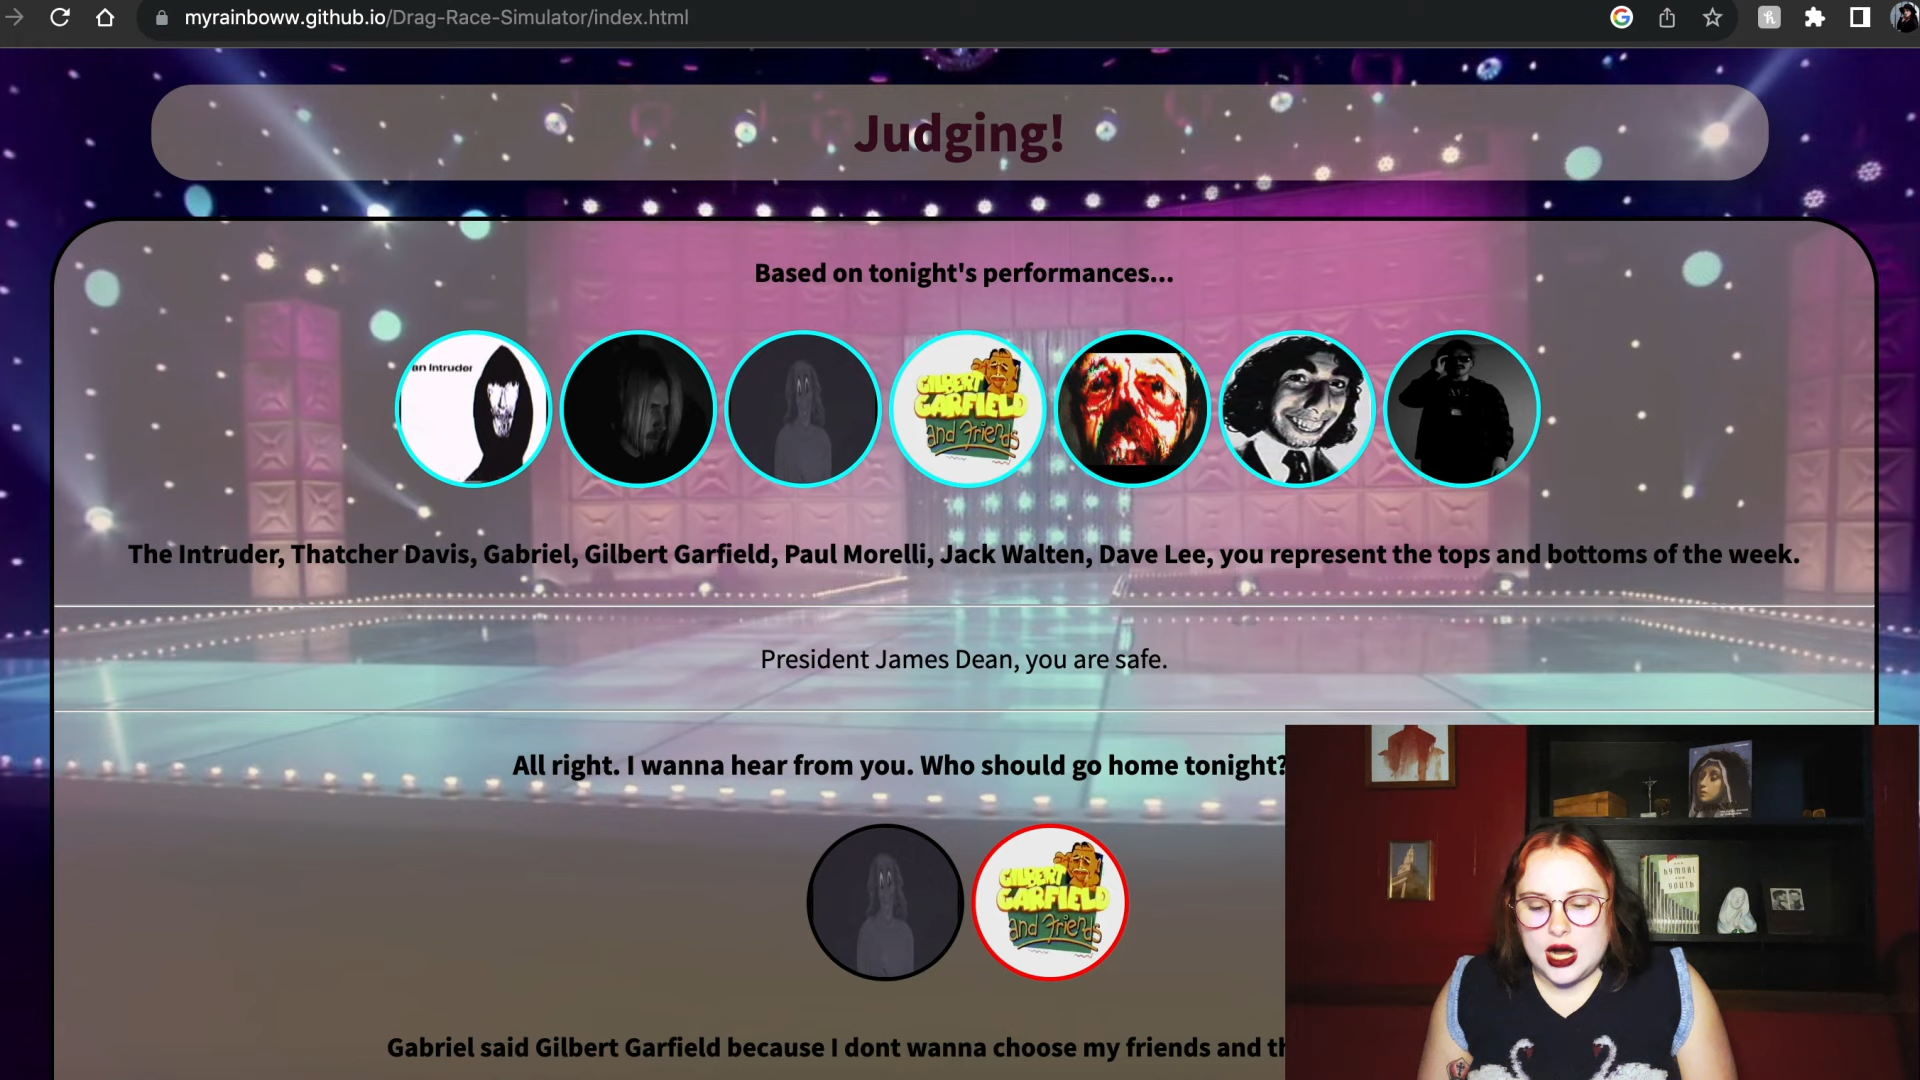 myrainboww.github.io/Drag-Race-Simulator/index.html
Judging!
Based on tonight's performances...
an Intruder
GILBERT
GARFIELD
and Friends
The Intruder, Thatcher Davis, Gabriel, Gilbert Garfield, Paul Morelli, Jack Walten, Dave Lee, you represent the tops and bottoms of the week.
President James Dean, you are safe.
All right. I wanna hear from you. Who should go home tonight?
GILBERT
GARFIELD
and Friends
HYMNAL
FOR
YOUTH
Gabriel said Gilbert Garfield because I dont wanna choose my friends and th